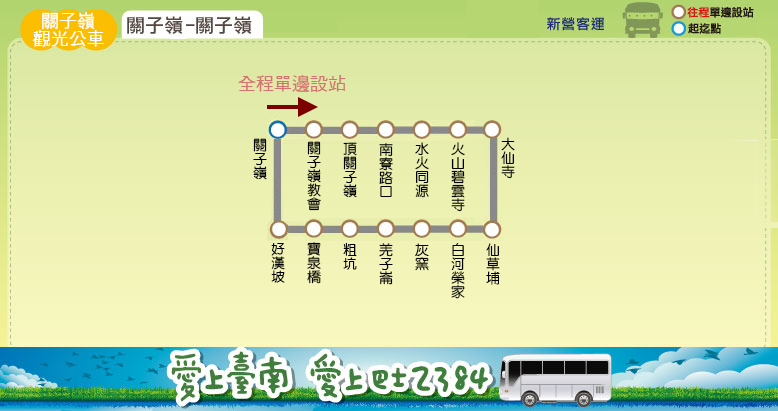 關子嶺
觀光公車
關子嶺-關子嶺
新營客運
往程單邊設站
起迄點
全程單邊設站
關子嶺
關子嶺教會
頂關子嶺
南寮路口
水火同源
火山碧雲寺
大仙寺
好漢坡
寶泉橋
粗坑
羌子崙
灰窯
白河榮家
仙草埔
愛上臺南 愛上巴士2384